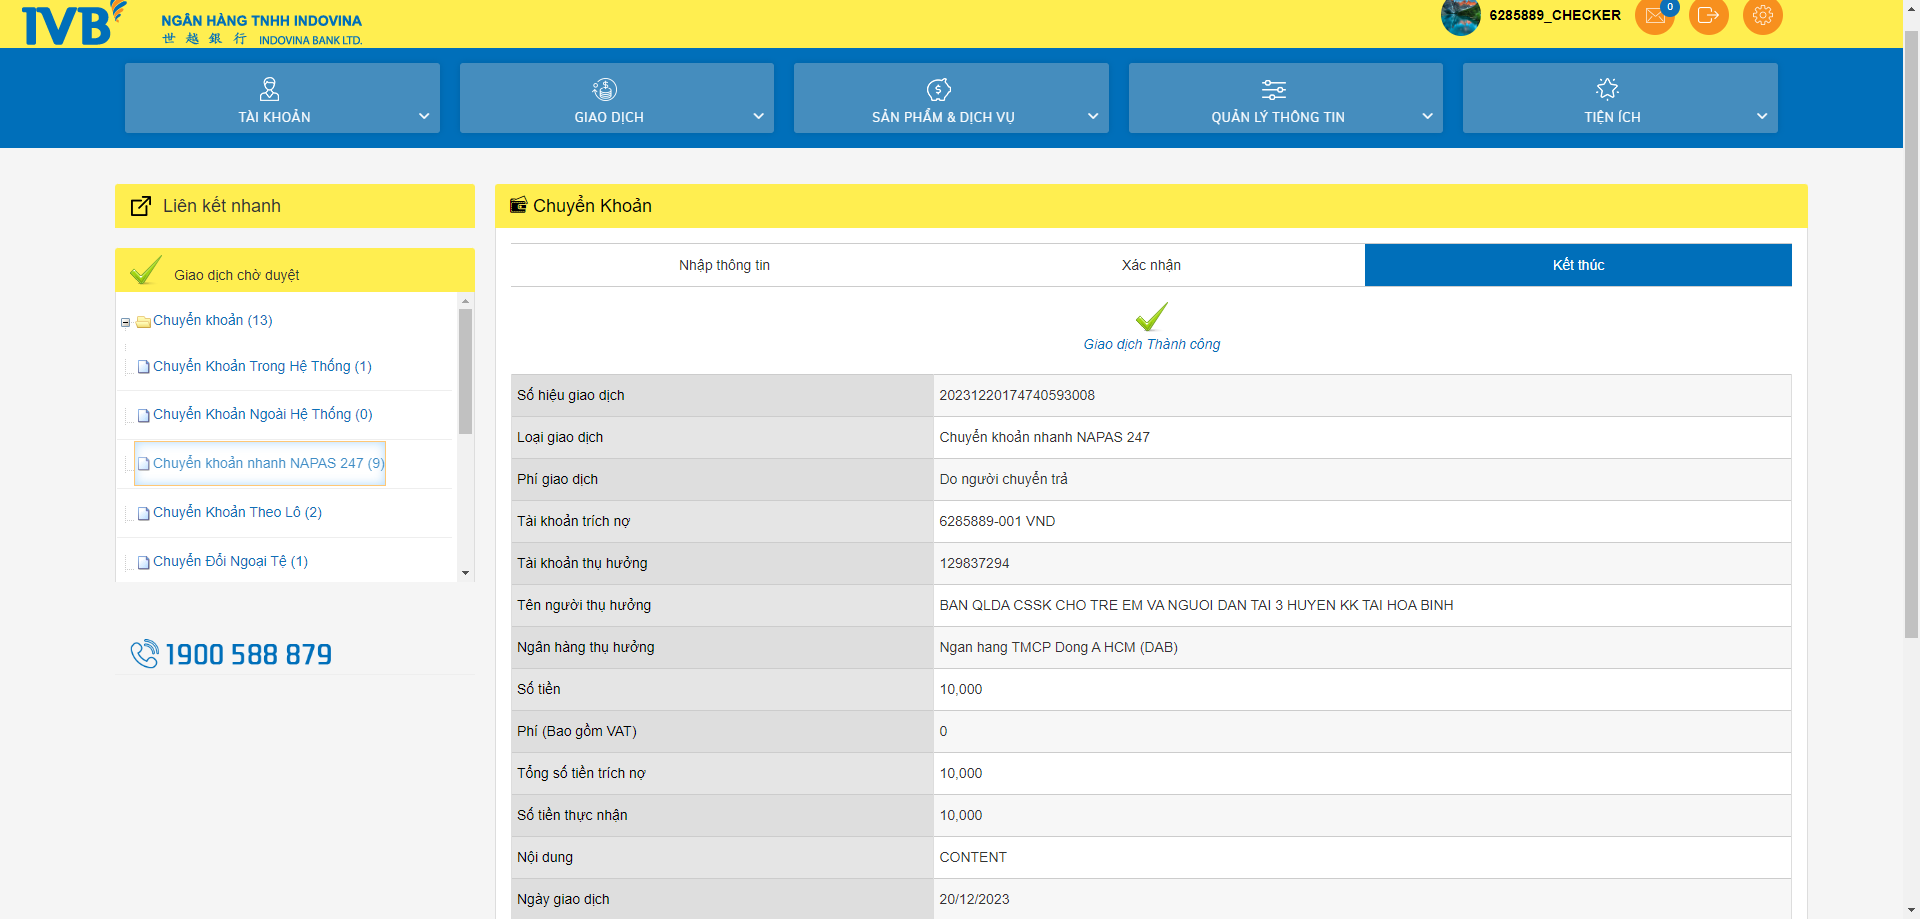 IVB
NGÂN HÀNG TNHH INDOVINA
世 越 銀 行 INDOVINA BANK LTD.
6285889_CHECKER
0
TÀI KHOẢN
GIAO DỊCH
SẢN PHẨM & DỊCH VỤ
QUẢN LÝ THÔNG TIN
TIỆN ÍCH
Liên kết nhanh
Giao dịch chờ duyệt
Chuyển khoản (13)
Chuyển Khoản Trong Hệ Thống (1)
Chuyển Khoản Ngoài Hệ Thống (0)
Chuyển khoản nhanh NAPAS 247 (9)
Chuyển Khoản Theo Lô (2)
Chuyển Đổi Ngoại Tệ (1)
1900 588 879
Chuyển Khoản
Nhập thông tin
Xác nhận
Kết thúc
Giao dịch Thành công
Số hiệu giao dịch 20231220174740593008
Loại giao dịch Chuyển khoản nhanh NAPAS 247
Phí giao dịch Do người chuyển trả
Tài khoản trích nợ 6285889-001 VND
Tài khoản thụ hưởng 129837294
Tên người thụ hưởng BAN QLDA CSSK CHO TRE EM VA NGUOI DAN TAI 3 HUYEN KK TAI HOA BINH
Ngân hàng thụ hưởng Ngan hang TMCP Dong A HCM (DAB)
Số tiền 10,000
Phí (Bao gồm VAT) 0
Tổng số tiền trích nợ 10,000
Số tiền thực nhận 10,000
Nội dung CONTENT
Ngày giao dịch 20/12/2023